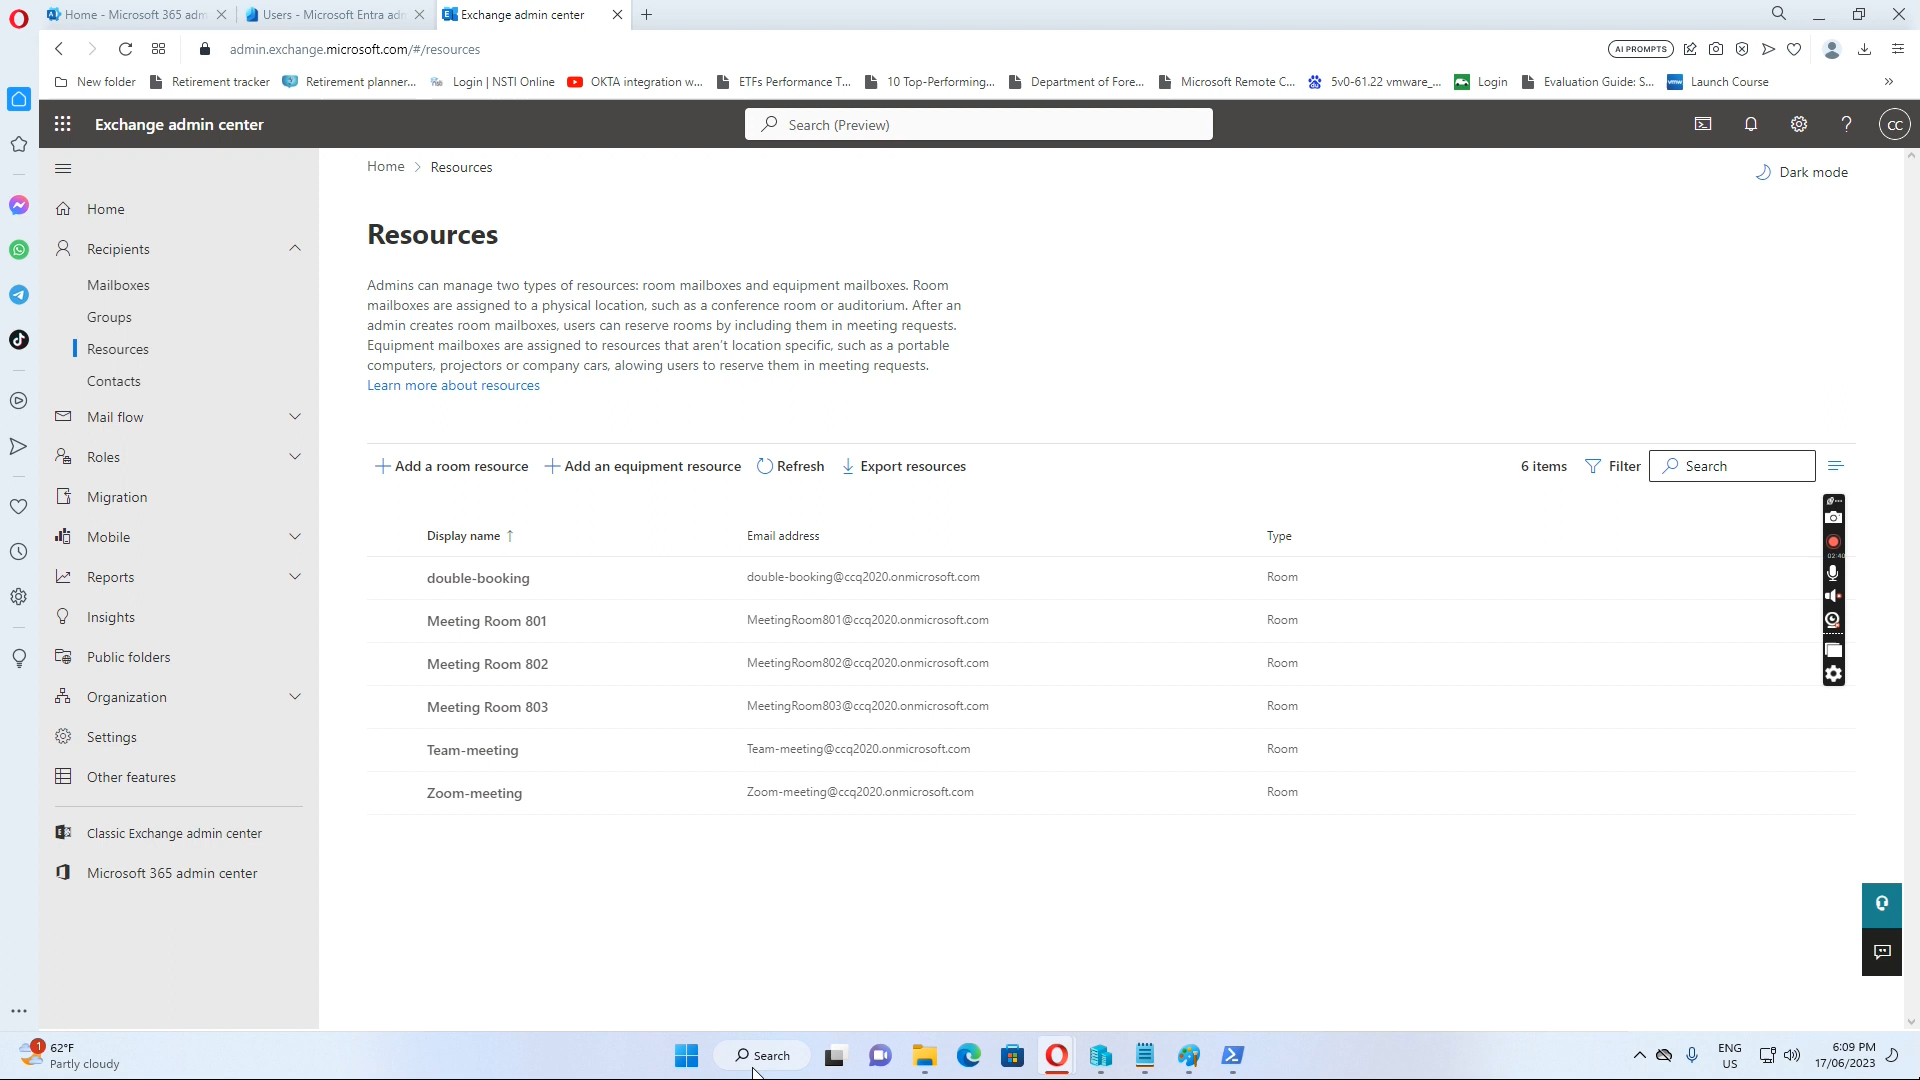 Home - Microsoft 365 adm
Users - Microsoft Entra adm
Exchange admin center
admin.exchange.microsoft.com/#/resources
AI PROMPTS
New folder
Retirement tracker
Retirement planner...
Login | NSTI Online
OKTA integration w...
ETFs Performance T...
10 Top-Performing...
Department of Fore...
Microsoft Remote C...
5v0-61.22 vmware_...
Login
Evaluation Guide: S...
Launch Course
Exchange admin center
Search (Preview)
CC
Home > Resources
Dark mode
Home
Recipients
Mailboxes
Groups
Resources
Contacts
Mail flow
Roles
Migration
Mobile
Reports
Insights
Public folders
Organization
Settings
Other features
Classic Exchange admin center
Microsoft 365 admin center
Resources
Admins can manage two types of resources: room mailboxes and equipment mailboxes. Room
mailboxes are assigned to a physical location, such as a conference room or auditorium. After an
admin creates room mailboxes, users can reserve rooms by including them in meeting requests.
Equipment mailboxes are assigned to resources that aren't location specific, such as a portable
computers, projectors or company cars, alowing users to reserve them in meeting requests.
Learn more about resources
Add a room resource
Add an equipment resource
Refresh
Export resources
6 items
Filter
Search
Display name ↑ Email address Type
double-booking double-booking@ccq2020.onmicrosoft.com Room
Meeting Room 801 MeetingRoom801@ccq2020.onmicrosoft.com Room
Meeting Room 802 MeetingRoom802@ccq2020.onmicrosoft.com Room
Meeting Room 803 MeetingRoom803@ccq2020.onmicrosoft.com Room
Team-meeting Team-meeting@ccq2020.onmicrosoft.com Room
Zoom-meeting Zoom-meeting@ccq2020.onmicrosoft.com Room
02:40
1
62°F
Partly cloudy
Search
ENG
US
6:09 PM
17/06/2023